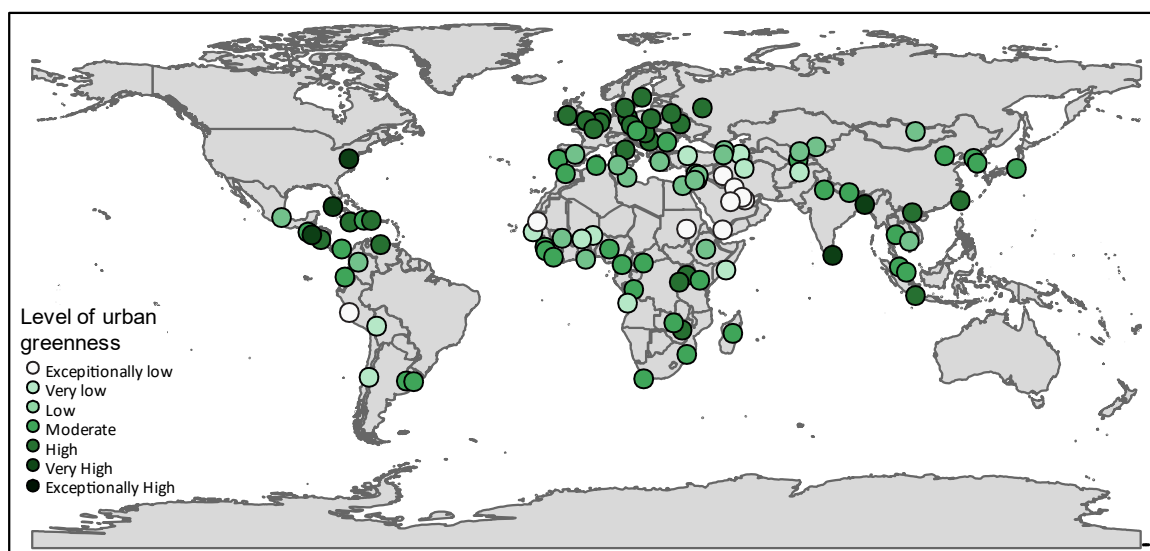 Level of urban
greenness
Exceptionally low
Very low
Low
Moderate
High
Very High
Exceptionally High